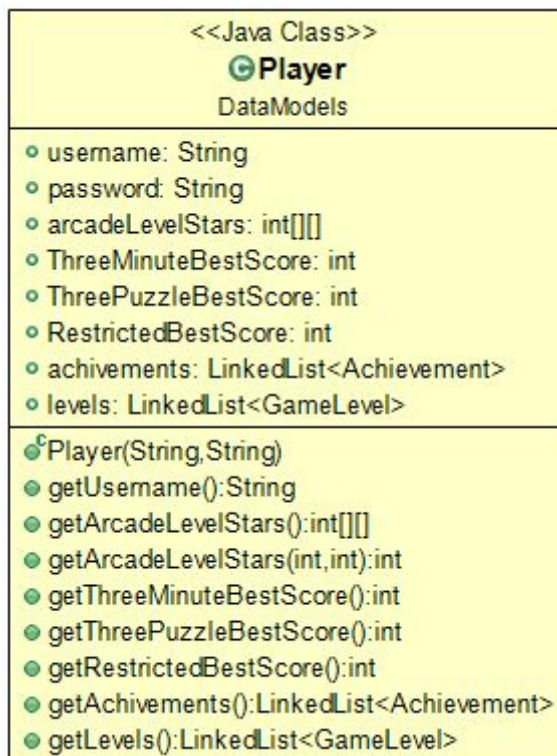 <<Java Class>>
Player
DataModels
username: String
password: String
arcadeLevelStars: int[][]
ThreeMinuteBestScore: int
ThreePuzzleBestScore: int
RestrictedBestScore: int
achivements: LinkedList<Achievement>
levels: LinkedList<GameLevel>
Player(String,String)
getUsername():String
getArcadeLevelStars():int[][]
getArcadeLevelStars(int,int):int
getThreeMinuteBestScore():int
getThreePuzzleBestScore():int
getRestrictedBestScore():int
getAchivements():LinkedList<Achievement>
getLevels():LinkedList<GameLevel>